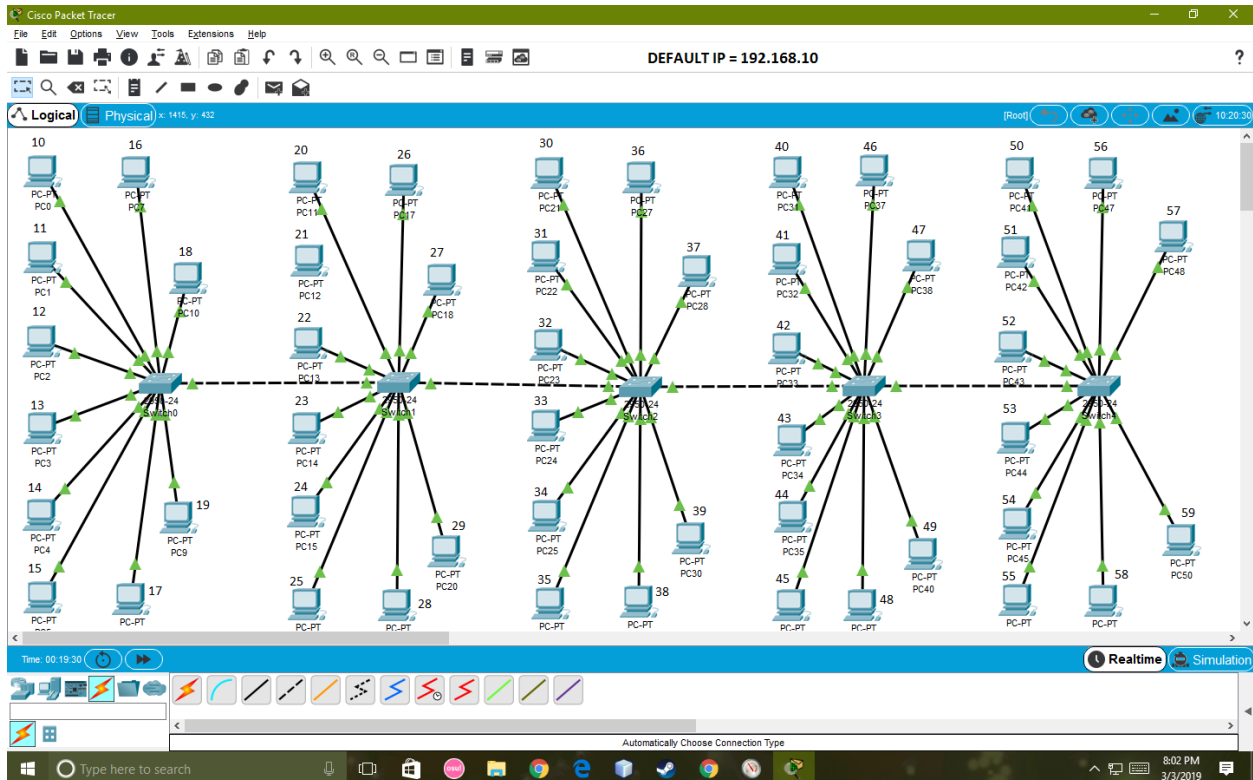 Cisco Packet Tracer
File Edit Options View Tools Extensions Help
DEFAULT IP = 192.168.10
?
Logical Physical x: 1415, y: 432 [Root] 10:20:30
10 16 20 26 30 36 40 46 50 56
PC-PT PC0
PC-PT PC7
PC-PT PC11
PC-PT PC17
PC-PT PC21
PC-PT PC27
PC-PT PC31
PC-PT PC37
PC-PT PC41
PC-PT PC47
11 18 21 27 31 37 41 47 51 57
PC-PT PC1
PC-PT PC10
PC-PT PC12
PC-PT PC18
PC-PT PC22
PC-PT PC28
PC-PT PC32
PC-PT PC38
PC-PT PC42
PC-PT PC48
12 22 32 42 52
PC-PT PC2
PC-PT PC13
PC-PT PC23
PC-PT PC33
PC-PT PC43
2950-24 Switch0
2950-24 Switch1
2950-24 Switch2
2950-24 Switch3
2950-24 Switch4
13 23 33 43 53
PC-PT PC3
PC-PT PC14
PC-PT PC24
PC-PT PC34
PC-PT PC44
14 19 24 29 34 39 44 49 54 59
PC-PT PC4
PC-PT PC9
PC-PT PC15
PC-PT PC20
PC-PT PC25
PC-PT PC30
PC-PT PC35
PC-PT PC40
PC-PT PC45
PC-PT PC50
15 17 25 28 35 38 45 48 55 58
PC-PT
PC-PT
PC-PT
PC-PT
PC-PT
PC-PT
PC-PT
PC-PT
PC-PT
PC-PT
Time: 00:19:30 Realtime Simulation
Automatically Choose Connection Type
Type here to search
osu!
8:02 PM
3/3/2019